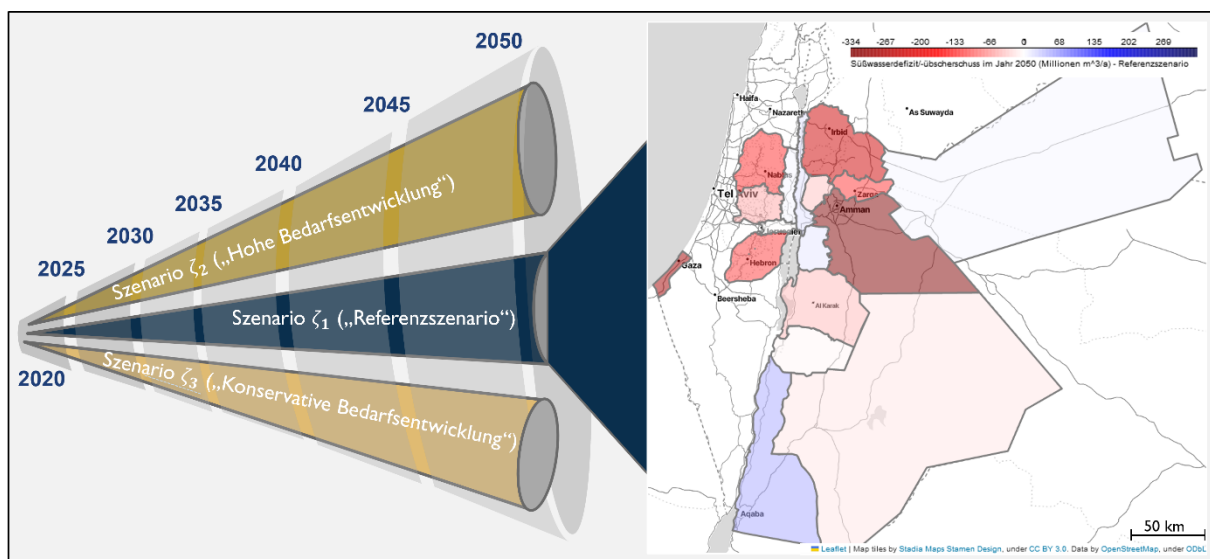 2020
2025
2030
2035
2040
2045
2050
Szenario ζ₂ („Hohe Bedarfsentwicklung“)
Szenario ζ₁ („Referenzszenario“)
Szenario ζ₃ („Konservative Bedarfsentwicklung“)
-334 -267 -200 -133 -66 0 68 135 202 269
Süßwasserdefizit/-übscherschuss im Jahr 2050 (Millionen m^3/a) - Referenzszenario
Haifa
Nazareth
As Suwayda
Irbid
Nablus
Zarqa
Tel Aviv
Amman
Jerusalem
Gaza
Hebron
Beersheba
Al Karak
Aqaba
50 km
Leaflet | Map tiles by Stadia Maps Stamen Design, under CC BY 3.0. Data by OpenStreetMap, under ODbL